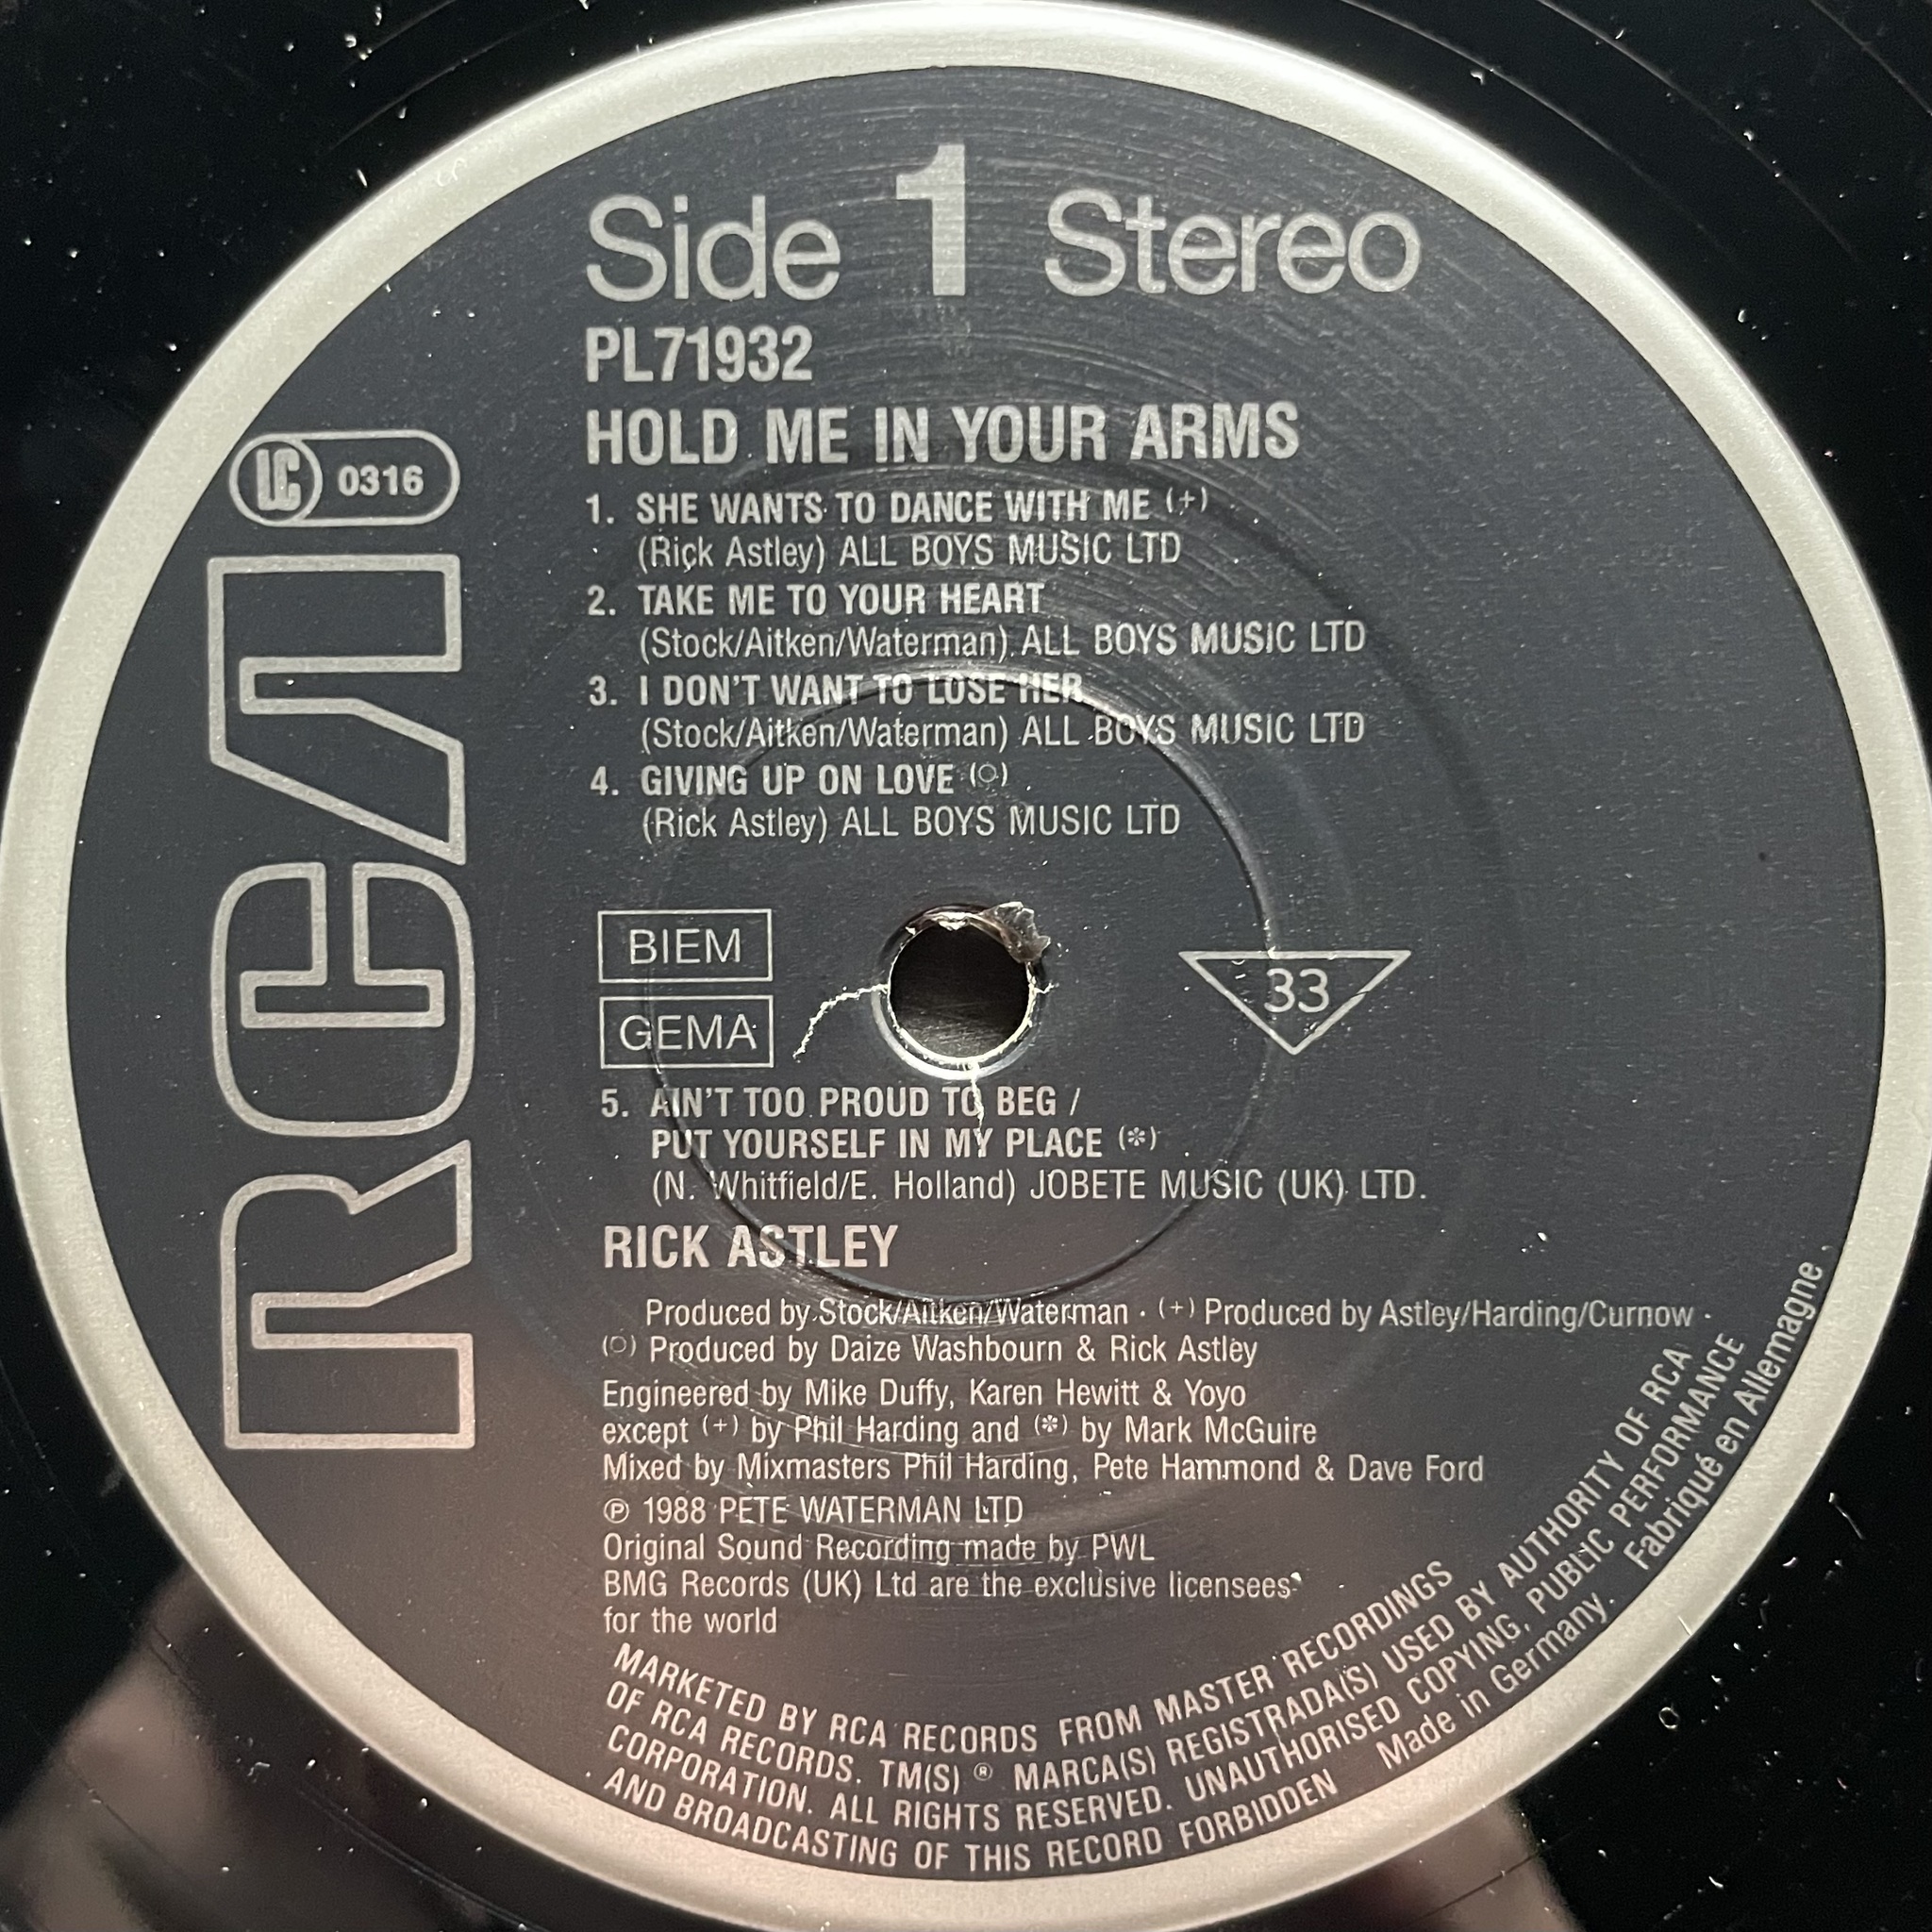 Side 1 Stereo
PL71932
HOLD ME IN YOUR ARMS
LC 0316
RCA
1. SHE WANTS TO DANCE WITH ME (+)
(Rick Astley) ALL BOYS MUSIC LTD
2. TAKE ME TO YOUR HEART
(Stock/Aitken/Waterman) ALL BOYS MUSIC LTD
3. I DON'T WANT TO LOSE HER
(Stock/Aitken/Waterman) ALL BOYS MUSIC LTD
4. GIVING UP ON LOVE (○)
(Rick Astley) ALL BOYS MUSIC LTD
BIEM
GEMA
33
5. AIN'T TOO PROUD TO BEG /
PUT YOURSELF IN MY PLACE (*)
(N. Whitfield/E. Holland) JOBETE MUSIC (UK) LTD.
RICK ASTLEY
Produced by Stock/Aitken/Waterman · (+) Produced by Astley/Harding/Curnow ·
(○) Produced by Daize Washbourn & Rick Astley
Engineered by Mike Duffy, Karen Hewitt & Yoyo
except (+) by Phil Harding and (*) by Mark McGuire
Mixed by Mixmasters Phil Harding, Pete Hammond & Dave Ford
℗ 1988 PETE WATERMAN LTD
Original Sound Recording made by PWL
BMG Records (UK) Ltd are the exclusive licensees
for the world
MARKETED BY RCA RECORDS FROM MASTER RECORDINGS
OF RCA RECORDS. TM(S) ® MARCA(S) REGISTRADA(S) USED BY AUTHORITY OF RCA
CORPORATION. ALL RIGHTS RESERVED. UNAUTHORISED COPYING, PUBLIC PERFORMANCE
AND BROADCASTING OF THIS RECORD FORBIDDEN Made in Germany. Fabriqué en Allemagne.